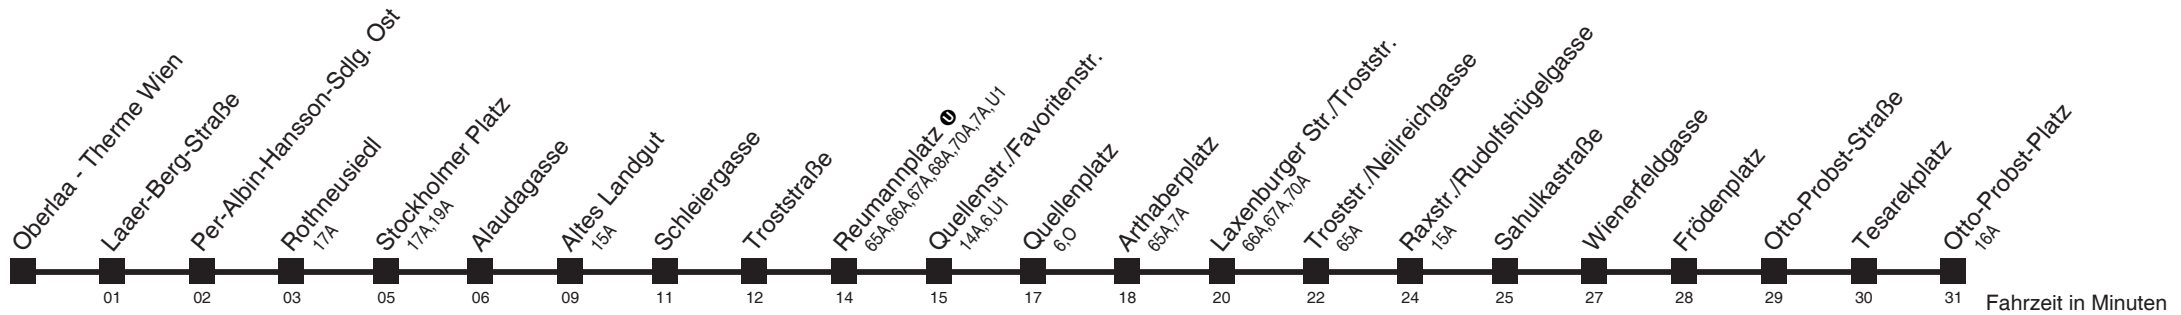 Oberlaa - Therme Wien
Laaer-Berg-Straße
Per-Albin-Hansson-Sdlg. Ost
Rothneusiedl
17A
Stockholmer Platz
17A,19A
Alaudagasse
Altes Landgut
15A
Schleiergasse
Troststraße
Reumannplatz U
65A,66A,67A,68A,70A,7A,U1
Quellenstr./Favoritenstr.
14A,6,U1
Quellenplatz
6,O
Arthaberplatz
65A,7A
Laxenburger Str./Troststr.
66A,67A,70A
Troststr./Neilreichgasse
65A
Raxstr./Rudolfshügelgasse
15A
Sahulkastraße
Wienerfeldgasse
Frödenplatz
Otto-Probst-Straße
Tesarekplatz
Otto-Probst-Platz
16A
01 02 03 05 06 09 11 12 14 15 17 18 20 22 24 25 27 28 29 30 31 Fahrzeit in Minuten